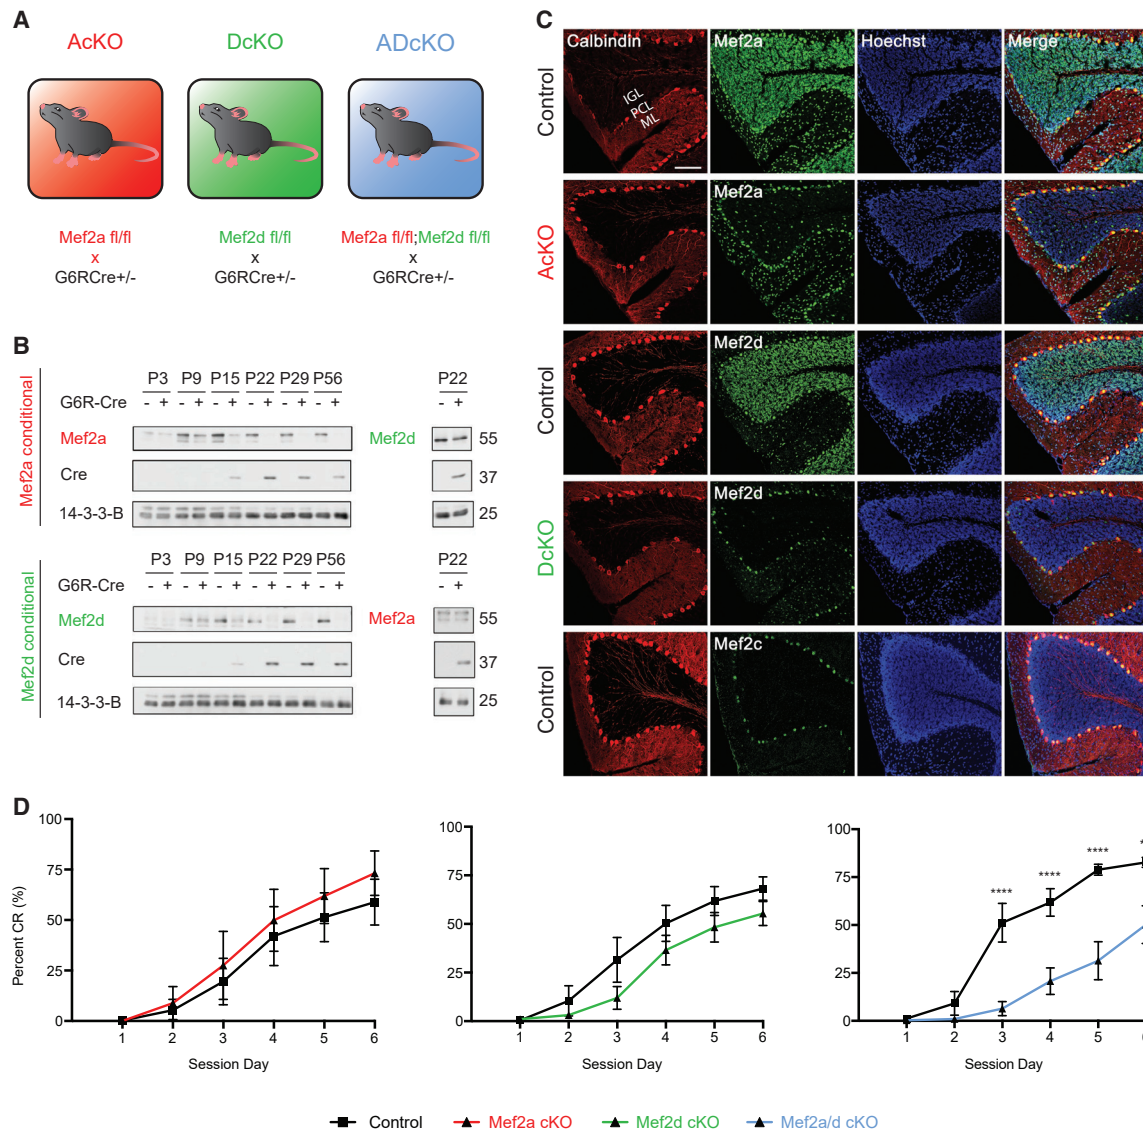 A
AcKO
DcKO
ADcKO
Mef2a fl/fl
x
G6RCre+/-
Mef2d fl/fl
x
G6RCre+/-
Mef2a fl/fl;Mef2d fl/fl
x
G6RCre+/-
B
Mef2a conditional
P3 P9 P15 P22 P29 P56
P22
G6R-Cre - + - + - + - + - + - +
- +
Mef2a
Mef2d
55
Cre
37
14-3-3-B
25
Mef2d conditional
P3 P9 P15 P22 P29 P56
P22
G6R-Cre - + - + - + - + - + - +
- +
Mef2d
Mef2a
55
Cre
37
14-3-3-B
25
C
Calbindin
Mef2a
Hoechst
Merge
Control
IGL
PCL
ML
AcKO
Mef2a
Control
Mef2d
DcKO
Mef2d
Control
Mef2c
D
Percent CR (%)
100
75
50
25
0
1 2 3 4 5 6
Session Day
100
75
50
25
0
1 2 3 4 5 6
Session Day
100
75
50
25
0
**** **** ****
1 2 3 4 5
Session Day
Control
Mef2a cKO
Mef2d cKO
Mef2a/d cKO